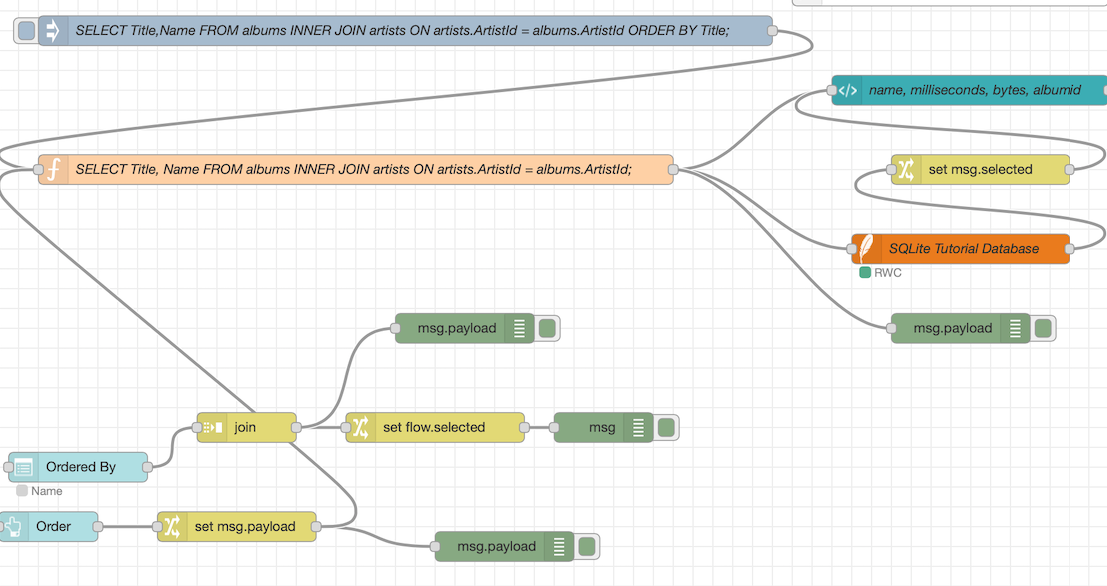 SELECT Title,Name FROM albums INNER JOIN artists ON artists.ArtistId = albums.ArtistId ORDER BY Title;
name, milliseconds, bytes, albumid
SELECT Title, Name FROM albums INNER JOIN artists ON artists.ArtistId = albums.ArtistId;
set msg.selected
SQLite Tutorial Database
RWC
msg.payload
msg.payload
join
set flow.selected
msg
Ordered By
Name
Order
set msg.payload
msg.payload